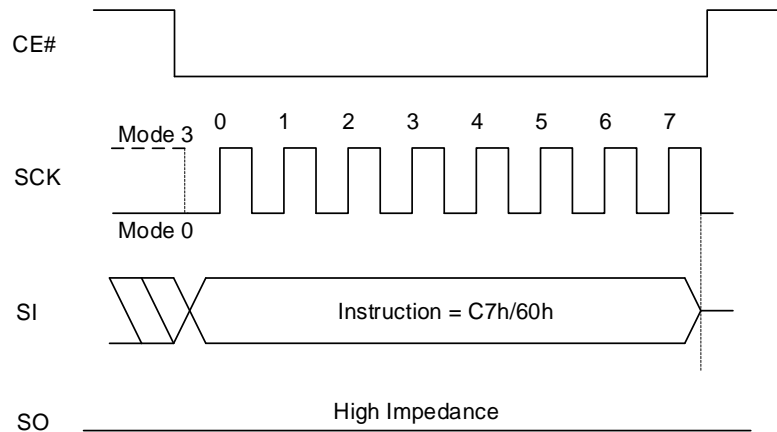 CE#
0 1 2 3 4 5 6 7
Mode 3
SCK
Mode 0
SI
Instruction = C7h/60h
High Impedance
SO